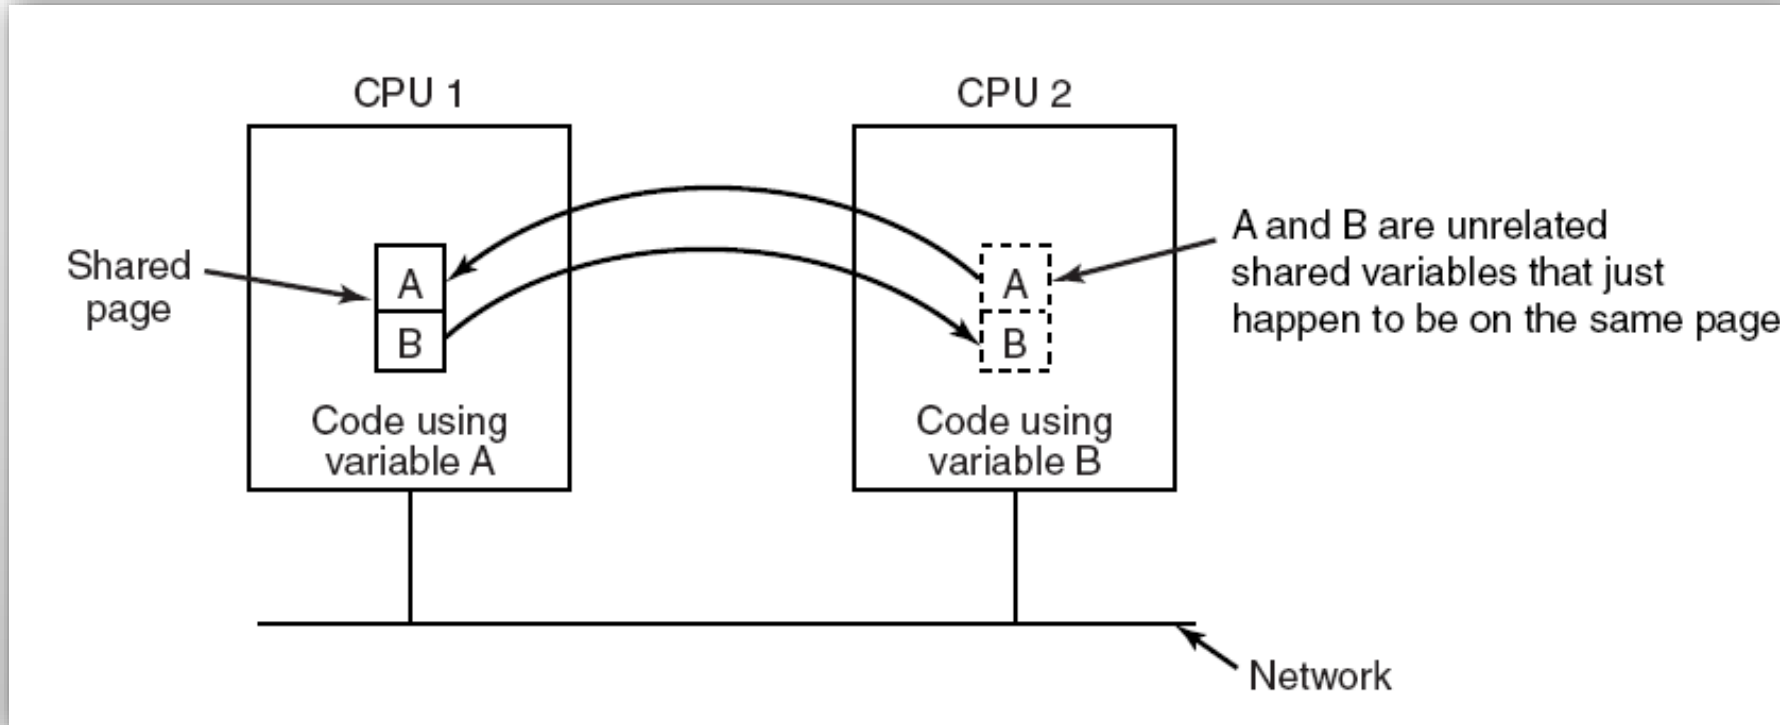 CPU 1
CPU 2
Shared
page
A
B
A
B
A and B are unrelated
shared variables that just
happen to be on the same page
Code using
variable A
Code using
variable B
Network